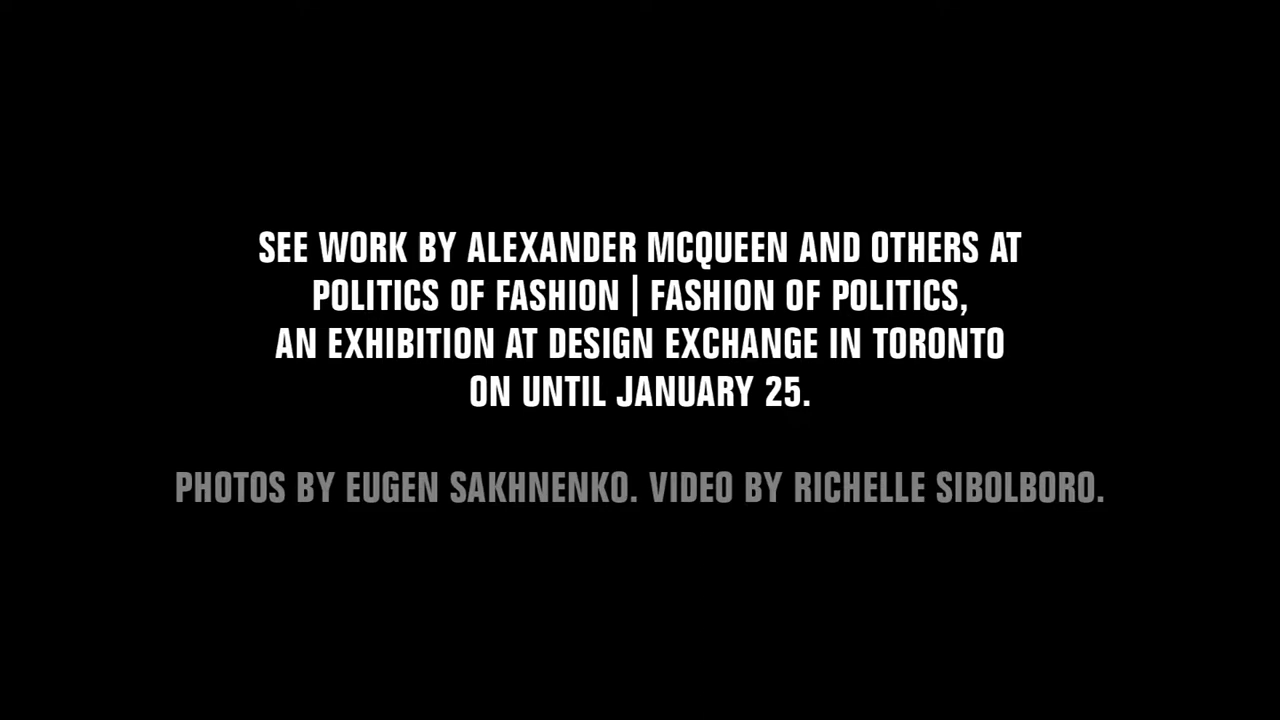 SEE WORK BY ALEXANDER MCQUEEN AND OTHERS AT
POLITICS OF FASHION | FASHION OF POLITICS,
AN EXHIBITION AT DESIGN EXCHANGE IN TORONTO
ON UNTIL JANUARY 25.
PHOTOS BY EUGEN SAKHNENKO. VIDEO BY RICHELLE SIBOLBORO.